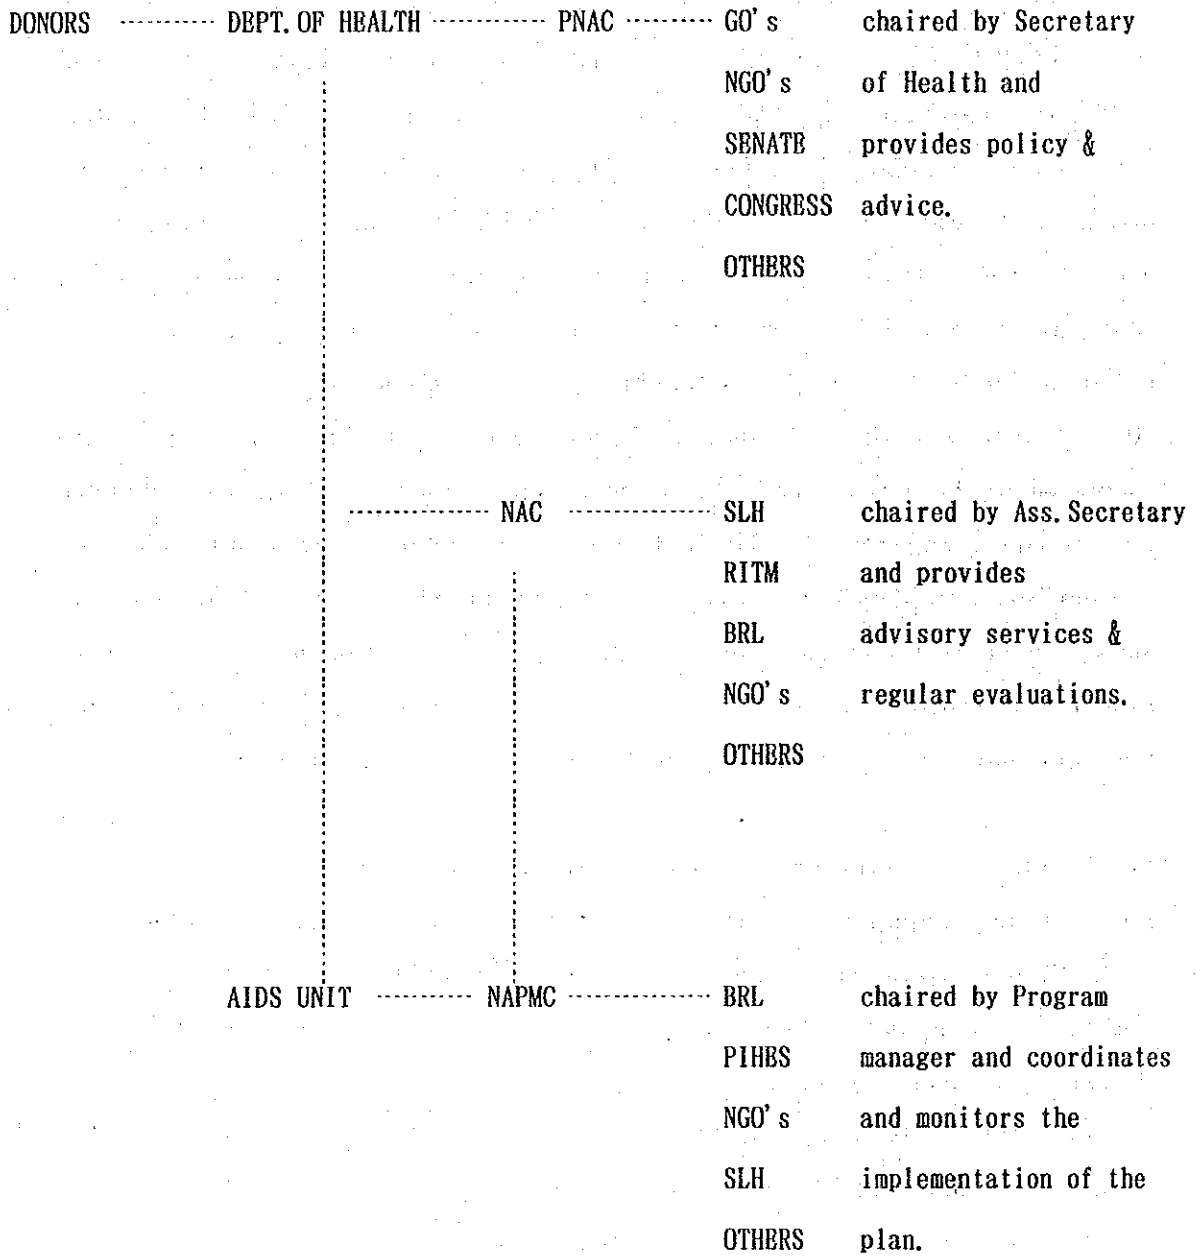 DONORS DEPT. OF HEALTH PNAC GO's chaired by Secretary
NGO's of Health and
SENATE provides policy &
CONGRESS advice.
OTHERS
NAC SLH chaired by Ass. Secretary
RITM and provides
BRL advisory services &
NGO's regular evaluations.
OTHERS
AIDS UNIT NAPMC BRL chaired by Program
PIHES manager and coordinates
NGO's and monitors the
SLH implementation of the
OTHERS plan.